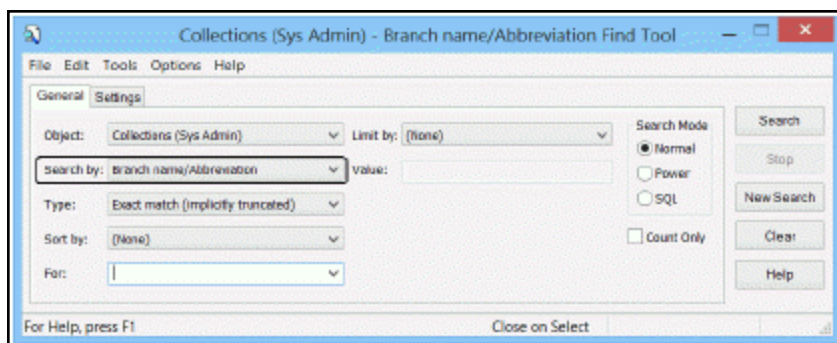 Collections (Sys Admin) - Branch name/Abbreviation Find Tool
File Edit Tools Options Help
General Settings
Object: Collections (Sys Admin) Limit by: (None)
Search by: Branch name/Abbreviation Value:
Type: Exact match (implicitly truncated)
Sort by: (None)
For:
Search Mode
Normal
Power
SQL
Count Only
Search
Stop
New Search
Clear
Help
For Help, press F1 Close on Select